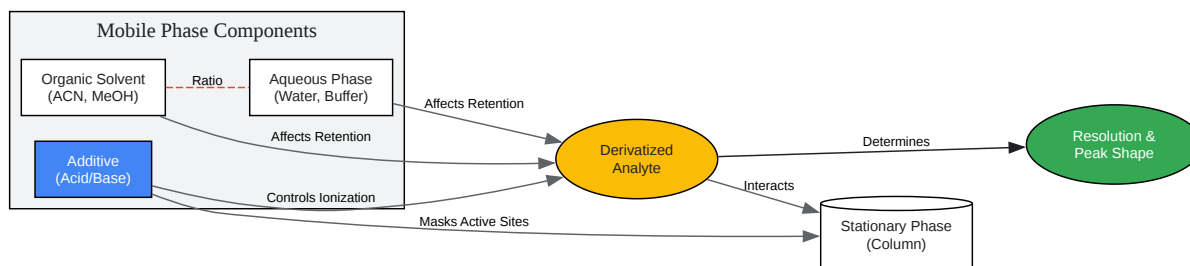 Mobile Phase Components
Organic Solvent
(ACN, MeOH)
Ratio
Aqueous Phase
(Water, Buffer)
Affects Retention
Affects Retention
Additive
(Acid/Base)
Controls Ionization
Masks Active Sites
Derivatized
Analyte
Determines
Interacts
Resolution &
Peak Shape
Stationary Phase
(Column)